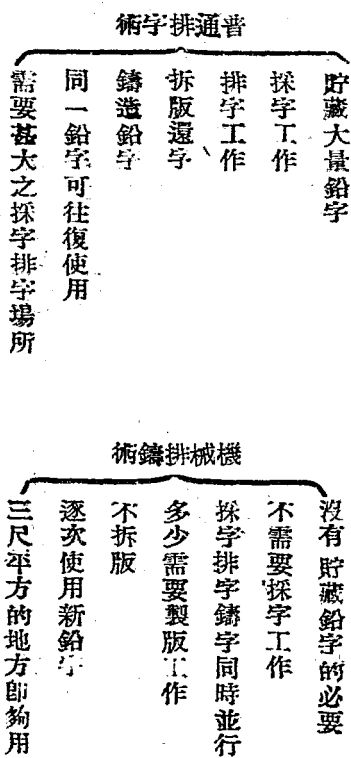 普通排字術
貯藏大量鉛字
採字工作
排字工作
拆版還字
鑄造鉛字
同一鉛字可往復使用
需要甚大之採字排字場所
機械排鑄術
沒有貯藏鉛字的必要
不需要採字工作
採字排字鑄字同時並行
多少需要製版工作
不拆版
逐次使用新鉛字
三尺平方的地方即夠用